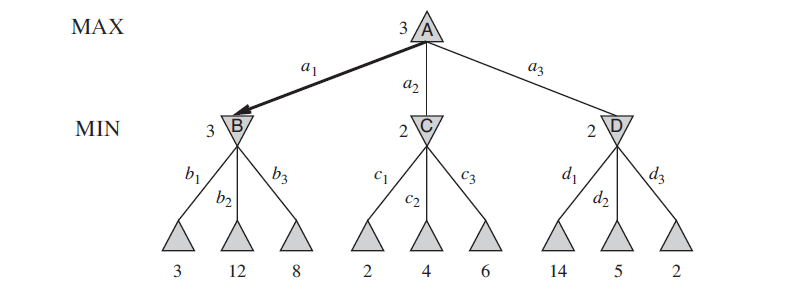 MAX 3 A
a1 a2 a3
MIN 3 B 2 C 2 D
b1 b2 b3 c1 c2 c3 d1 d2 d3
3 12 8 2 4 6 14 5 2